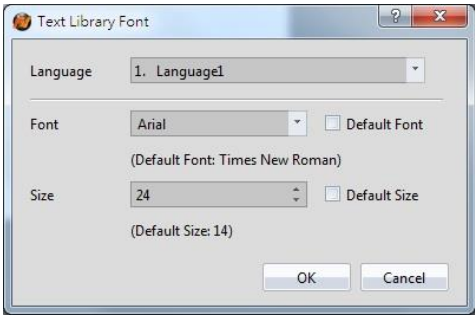 Text Library Font
Language 1. Language1
Font Arial Default Font
(Default Font: Times New Roman)
Size 24 Default Size
(Default Size: 14)
OK Cancel